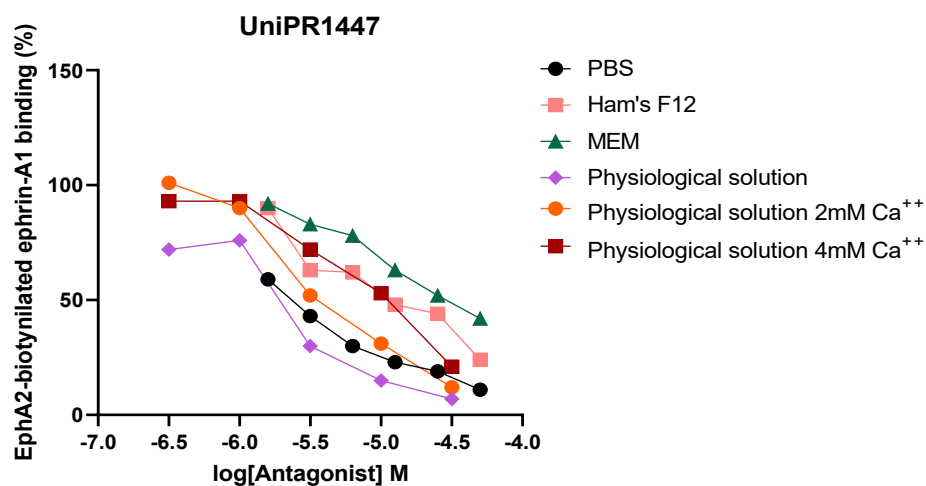 UniPR1447
EphA2-biotynilated ephrin-A1 binding (%)
150
100
50
0
-7.0 -6.5 -6.0 -5.5 -5.0 -4.5 -4.0
log[Antagonist] M
PBS
Ham's F12
MEM
Physiological solution
Physiological solution 2mM Ca++
Physiological solution 4mM Ca++